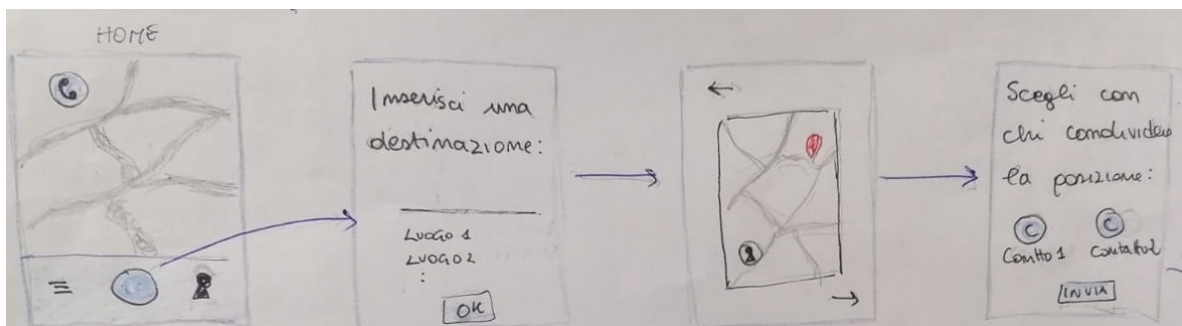 HOME
Inserisci una
destinazione:
LUOGO 1
LUOGO 2
:
OK
Scegli con
chi condividere
la posizione:
C
C
Contatto 1
Contatto 2
INVIA